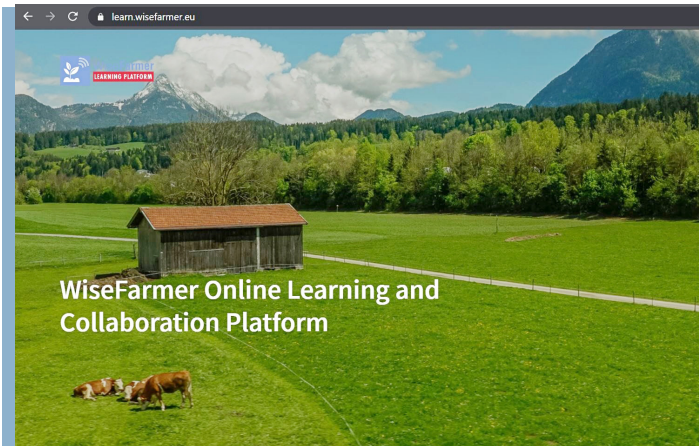 learn.wisefarmer.eu
LEARNING PLATFORM
WiseFarmer Online Learning and
Collaboration Platform